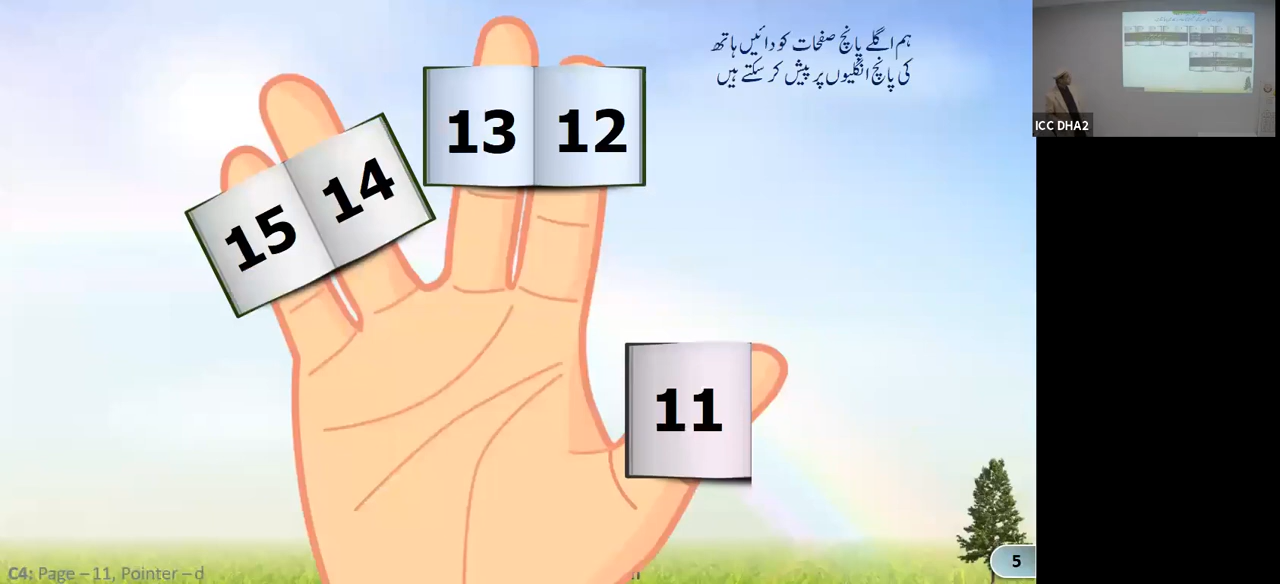 ہم اگلے پانچ صفحات کو دائیں ہاتھ
کی پانچ انگلیوں پر پیش کر سکتے ہیں
13 12
15 14
11
ICC DHA2
C4: Page – 11, Pointer – d
5